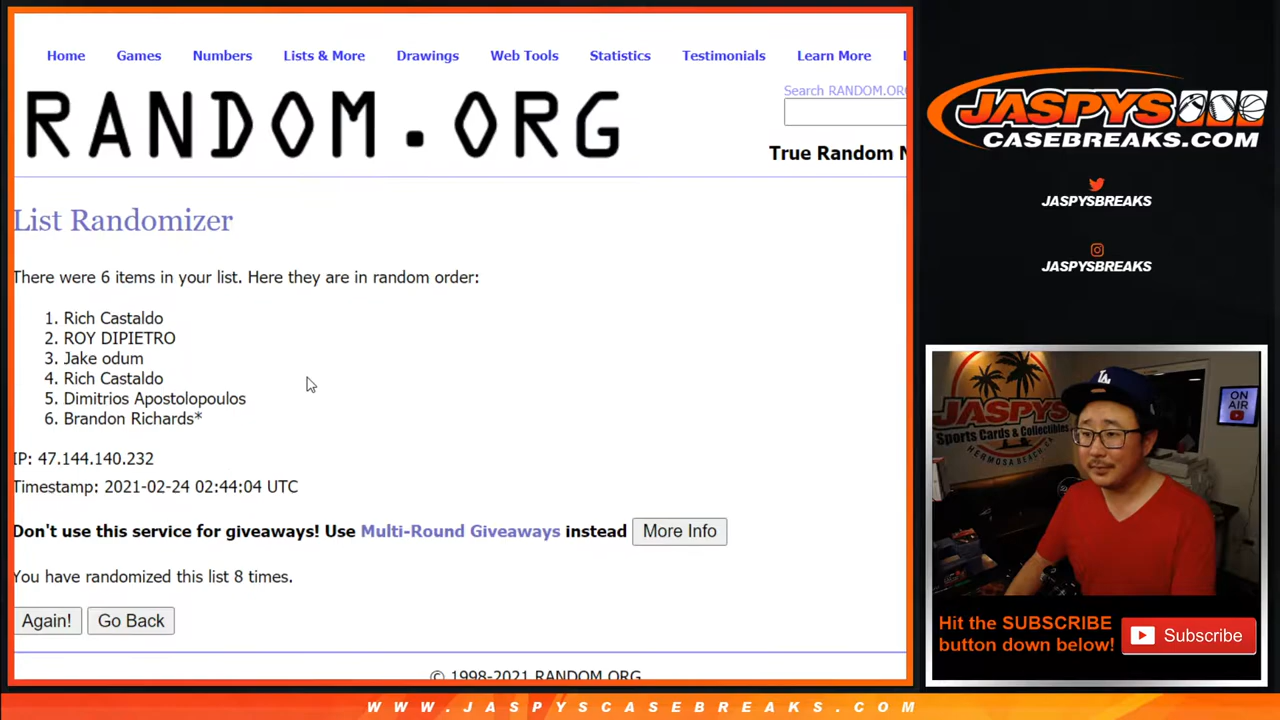 Home Games Numbers Lists & More Drawings Web Tools Statistics Testimonials Learn More
Search RANDOM.ORG
RANDOM.ORG
True Random N
List Randomizer
There were 6 items in your list. Here they are in random order:
1. Rich Castaldo
2. ROY DIPIETRO
3. Jake odum
4. Rich Castaldo
5. Dimitrios Apostolopoulos
6. Brandon Richards*
IP: 47.144.140.232
Timestamp: 2021-02-24 02:44:04 UTC
Don't use this service for giveaways! Use Multi-Round Giveaways instead More Info
You have randomized this list 8 times.
Again! Go Back
© 1998-2021 RANDOM.ORG
JASPYS
CASEBREAKS.COM
JASPYSBREAKS
JASPYSBREAKS
JASPYS
Sports Cards & Collectibles
HERMOSA BEACH, CA
LA
ON
AIR
Hit the SUBSCRIBE
button down below!
Subscribe
WWW.JASPYSCASEBREAKS.COM